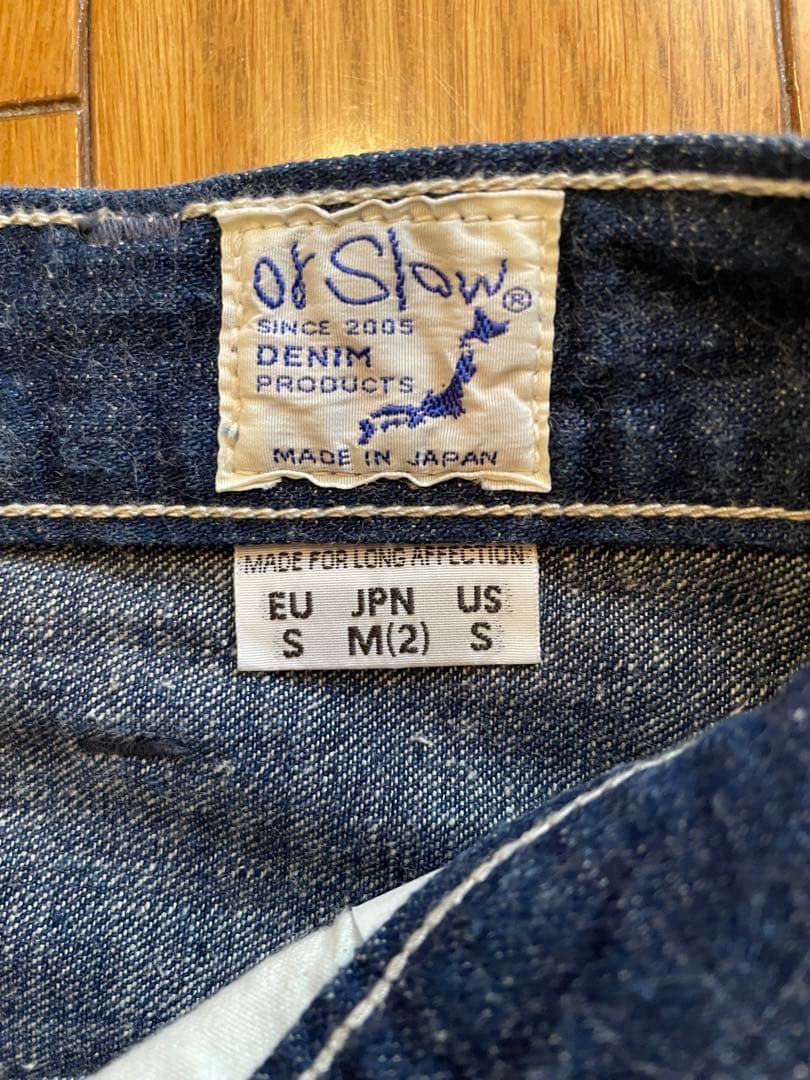 orSlow®
SINCE 2005
DENIM
PRODUCTS
MADE IN JAPAN
MADE FOR LONG AFFECTION
EU JPN US
S M(2) S